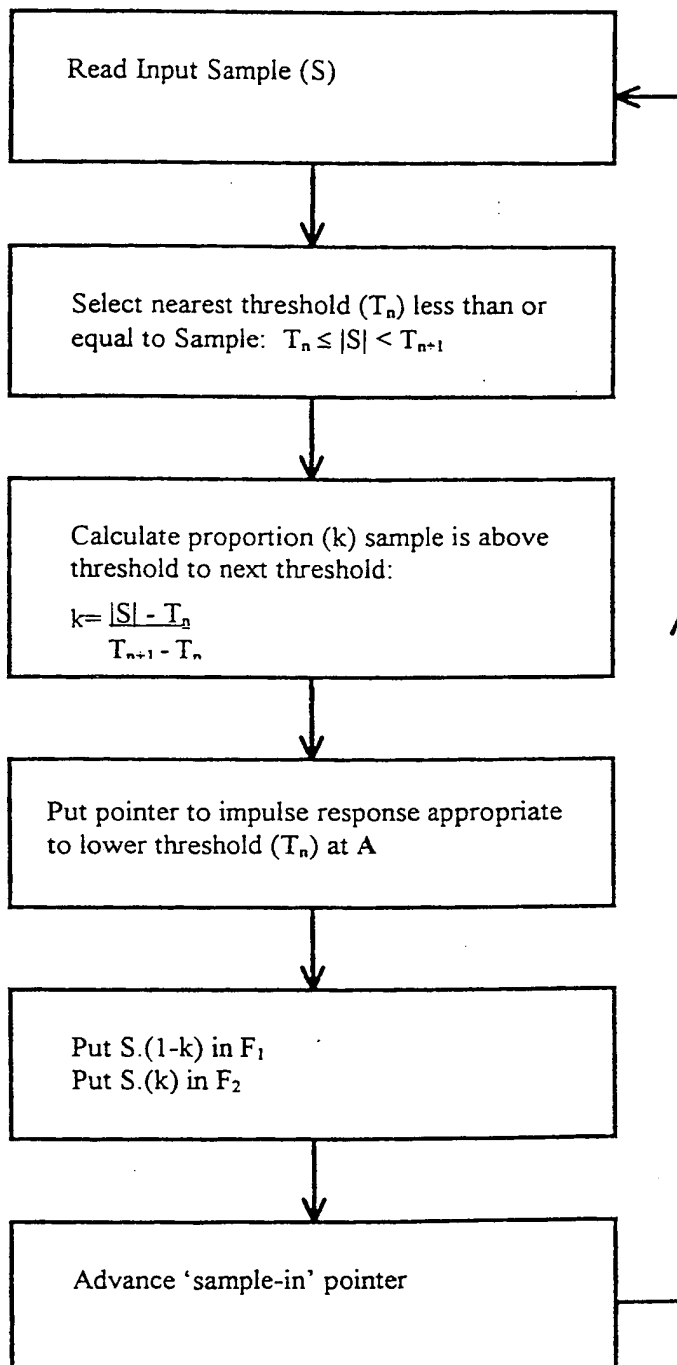 Read Input Sample (S)
Select nearest threshold (Tₙ) less than or
equal to Sample: Tₙ ≤ |S| < Tₙ₊₁
Calculate proportion (k) sample is above
threshold to next threshold:
k= |S| - Tₙ
Tₙ₊₁ - Tₙ
Put pointer to impulse response appropriate
to lower threshold (Tₙ) at A
Put S.(1-k) in F₁
Put S.(k) in F₂
Advance ‘sample-in’ pointer